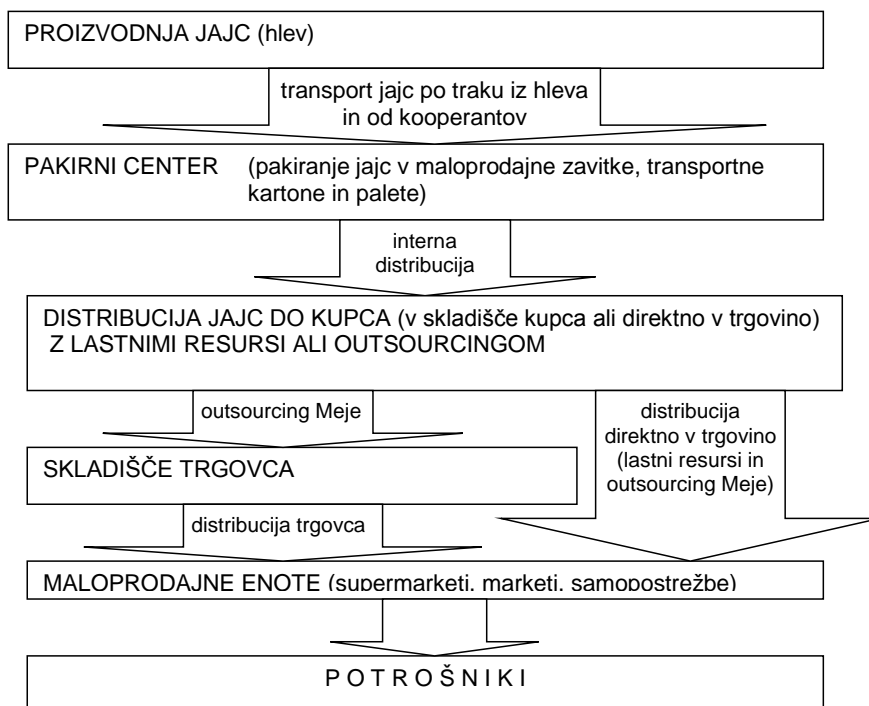 PROIZVODNJA JAJC (hlev)
transport jajc po traku iz hleva
in od kooperantov
PAKIRNI CENTER (pakiranje jajc v maloprodajne zavitke, transportne
kartone in palete)
interna
distribucija
DISTRIBUCIJA JAJC DO KUPCA (v skladišče kupca ali direktno v trgovino)
Z LASTNIMI RESURSI ALI OUTSOURCINGOM
outsourcing Meje
distribucija
direktno v trgovino
(lastni resursi in
outsourcing Meje)
SKLADIŠČE TRGOVCA
distribucija trgovca
MALOPRODAJNE ENOTE (supermarketi, marketi, samopostrežbe)
P O T R O Š N I K I